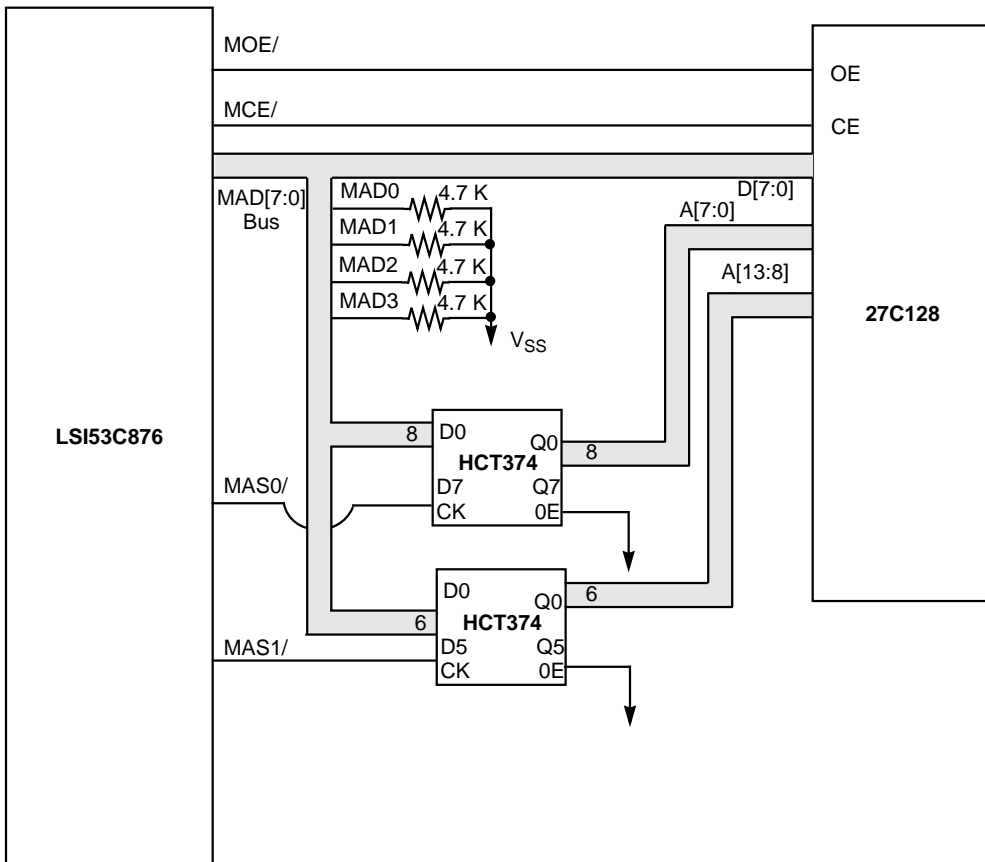 MOE/
OE
MCE/
CE
MAD[7:0]
Bus
MAD0 4.7 K
MAD1 4.7 K
MAD2 4.7 K
MAD3 4.7 K
VSS
D[7:0]
A[7:0]
A[13:8]
27C128
LSI53C876
8
D0
Q0
8
HCT374
D7
Q7
CK
0E
MAS0/
D0
Q0
6
6
HCT374
D5
Q5
CK
0E
MAS1/